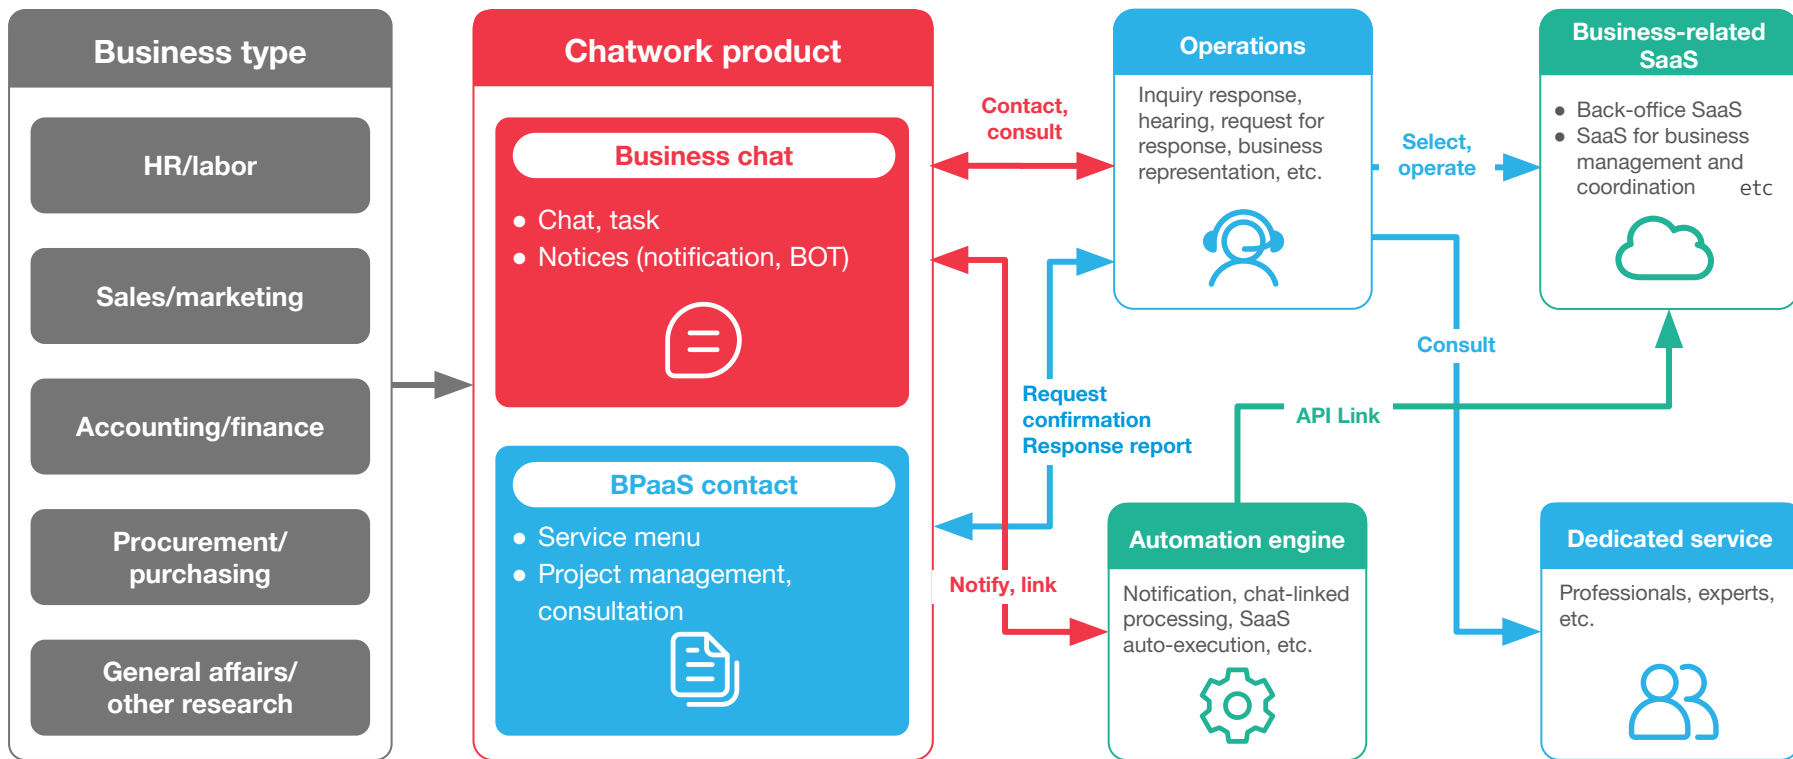 Business type
HR/labor
Sales/marketing
Accounting/finance
Procurement/
purchasing
General affairs/
other research
Chatwork product
Business chat
● Chat, task
● Notices (notification, BOT)
BPaaS contact
● Service menu
● Project management,
consultation
Contact,
consult
Request
confirmation
Response report
Notify, link
Operations
Inquiry response,
hearing, request for
response, business
representation, etc.
Select,
operate
Consult
API Link
Automation engine
Notification, chat-linked
processing, SaaS
auto-execution, etc.
Business-related
SaaS
● Back-office SaaS
● SaaS for business
management and
coordination etc
Dedicated service
Professionals, experts,
etc.